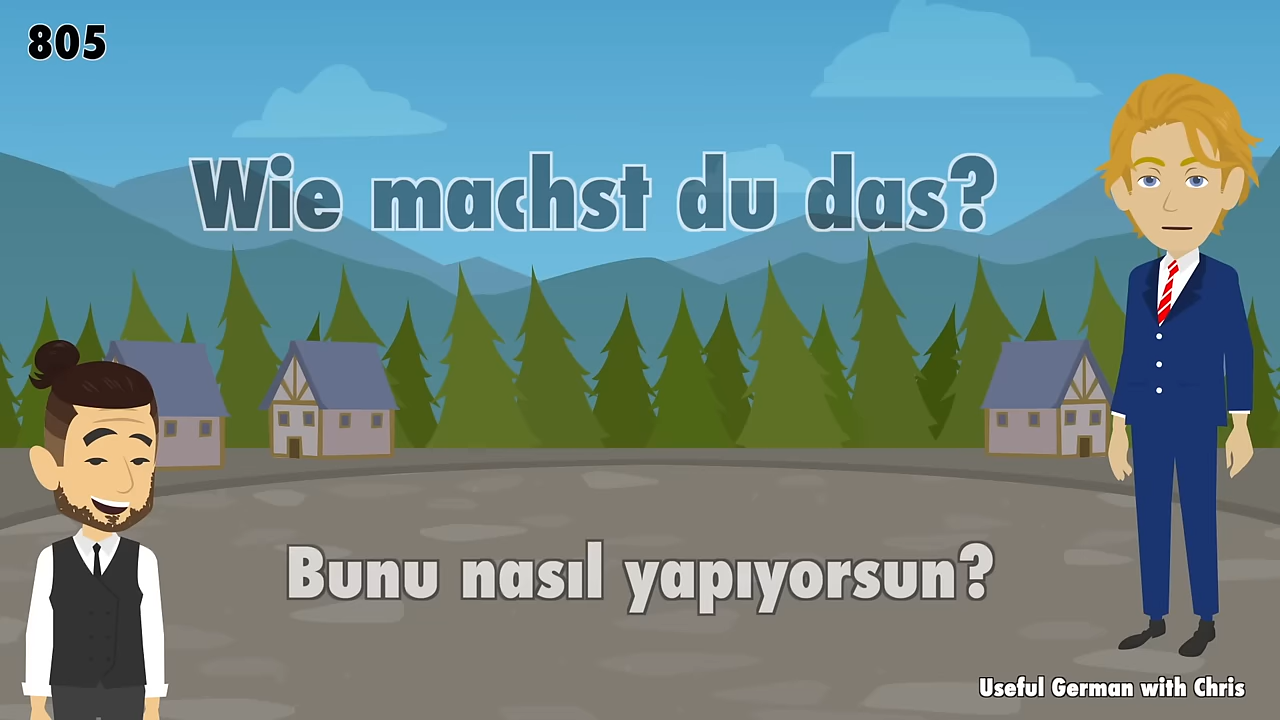 805
Wie machst du das?
Bunu nasıl yapıyorsun?
Useful German with Chris